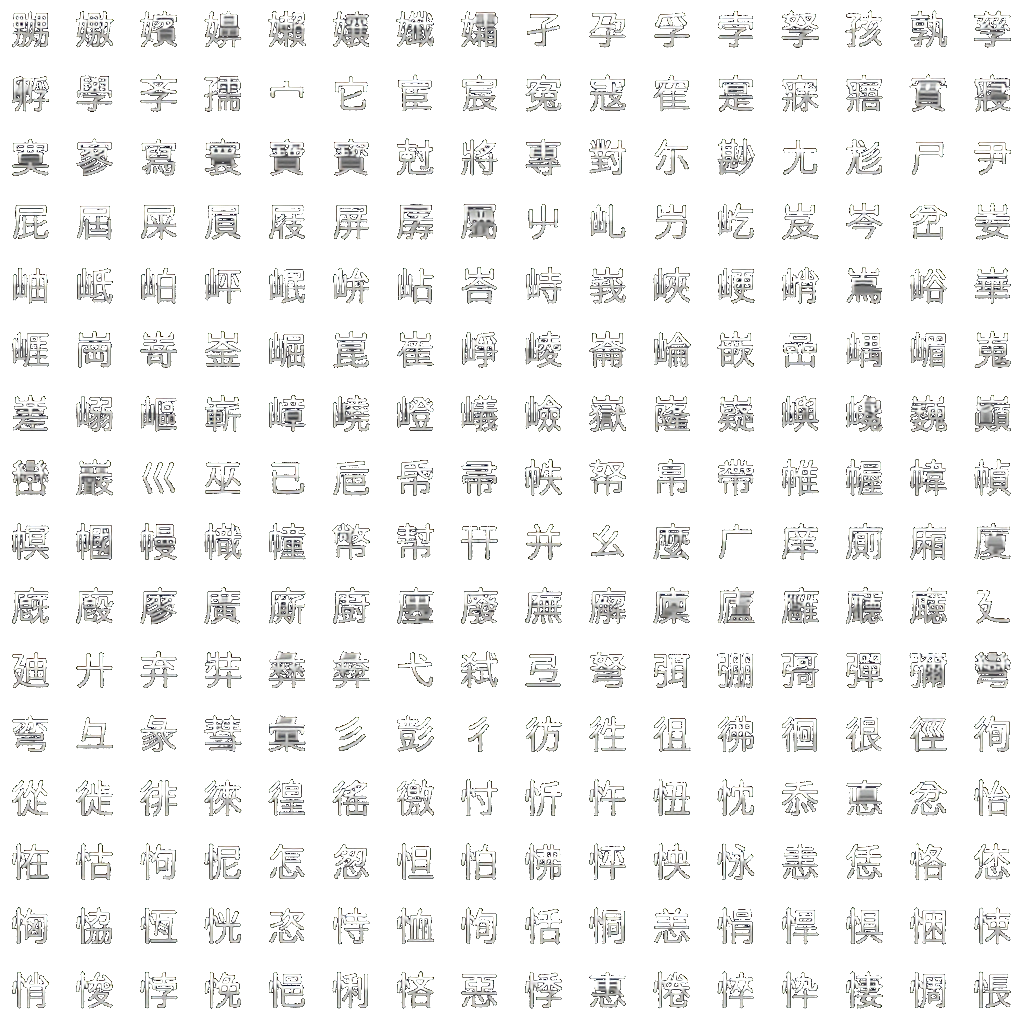 嬲嫐嬪嬶嬾孃孅孀孑孕孚孛孥孩孰孳
孵學斈孺宀它宦宸寃寇寉寔寐寤實寢
寞寥寫寰寶寳尅將專對尓尠尢尨尸尹
屁屆屎屓屐屏孱屬屮乢屶屹岌岑岔妛
岫岻岶岼岷峅岾峇峙峩峽峺峭嶌峪崋
崕崗嵜崟崛崑崔崢崚崙崘嵌嵒嵎嵋嵬
嵳嵶嶇嶄嶂嶢嶝嶬嶮嶽嶐嶷嶼巉巍巓
巒巖巛巫已巵帋帚帙帑帛帶帷幄幃幀
幎幗幔幟幢幤幇幵并幺麼广庠廁廂廈
廐廏廖廣廝廚廛廢廡廨廩廬廱廳廰廴
廸廾弃弉彝彜弋弑弖弩弭弸彁彈彌彎
弯彑彖彗彙彡彭彳彷徃徂彿徊很徑徇
從徙徘徠徨徭徼忖忻忤忸忱忝悳忿怡
恠怙怐怩怎怱怛怕怫怦怏怺恚恁恪恷
恟恊恆恍恣恃恤恂恬恫恙悁悍惧悃悚
悄悛悖悗悒悧悋惡悸惠惓悴忰悽惆悵